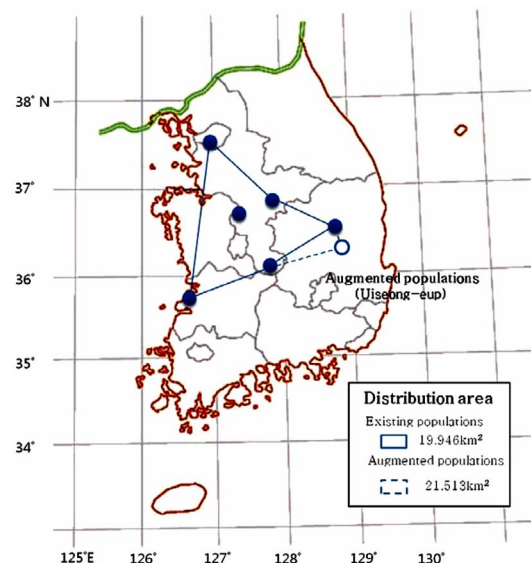 38° N
37°
36°
Augmented populations
(Uiseong-eup)
35°
34°
Distribution area
Existing populations
19.946km²
Augmented populations
21.513km²
125°E 126° 127° 128° 129° 130°